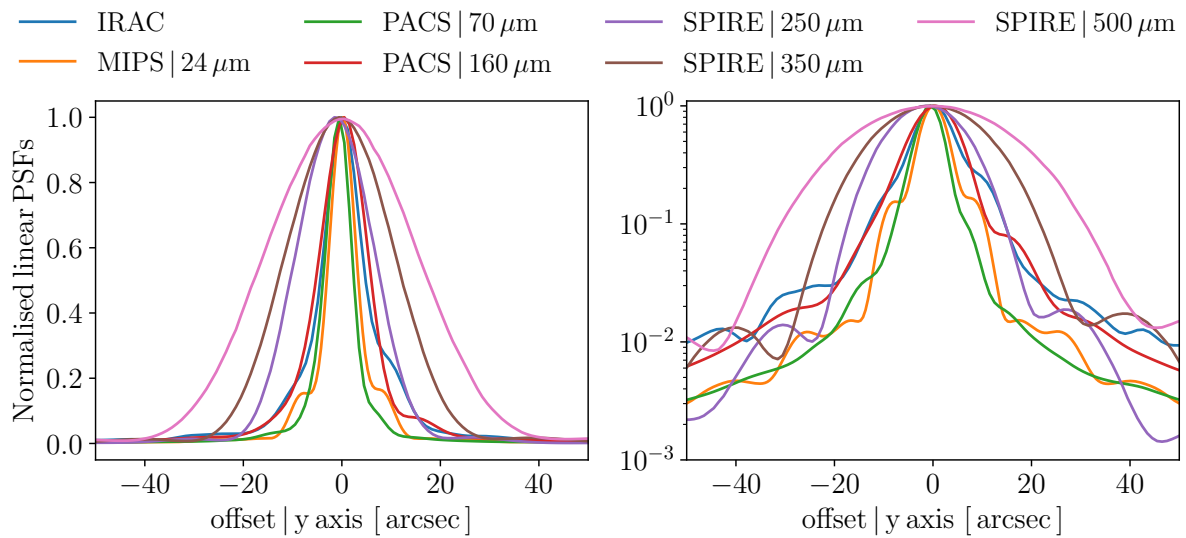 IRAC PACS | 70 μm SPIRE | 250 μm SPIRE | 500 μm
MIPS | 24 μm PACS | 160 μm SPIRE | 350 μm
Normalised linear PSFs
1.0
0.8
0.6
0.4
0.2
0.0
−40 −20 0 20 40
offset | y axis [ arcsec ]
10⁰
10⁻¹
10⁻²
10⁻³
−40 −20 0 20 40
offset | y axis [ arcsec ]